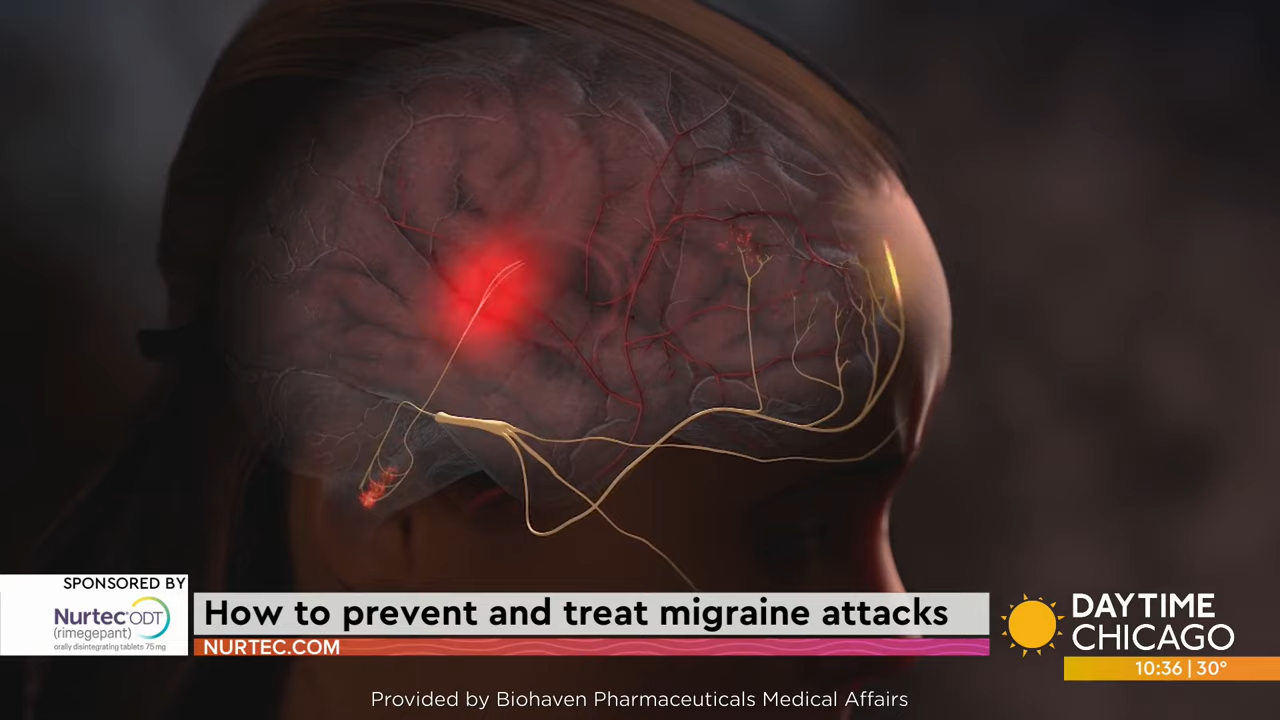 SPONSORED BY
Nurtec® ODT
(rimegepant)
orally disintegrating tablets 75 mg
How to prevent and treat migraine attacks
NURTEC.COM
DAYTIME
CHICAGO
10:36 | 30°
Provided by Biohaven Pharmaceuticals Medical Affairs